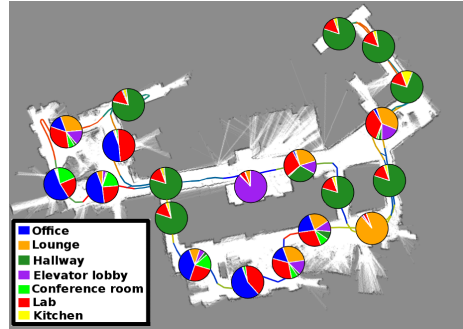 Office
Lounge
Hallway
Elevator lobby
Conference room
Lab
Kitchen